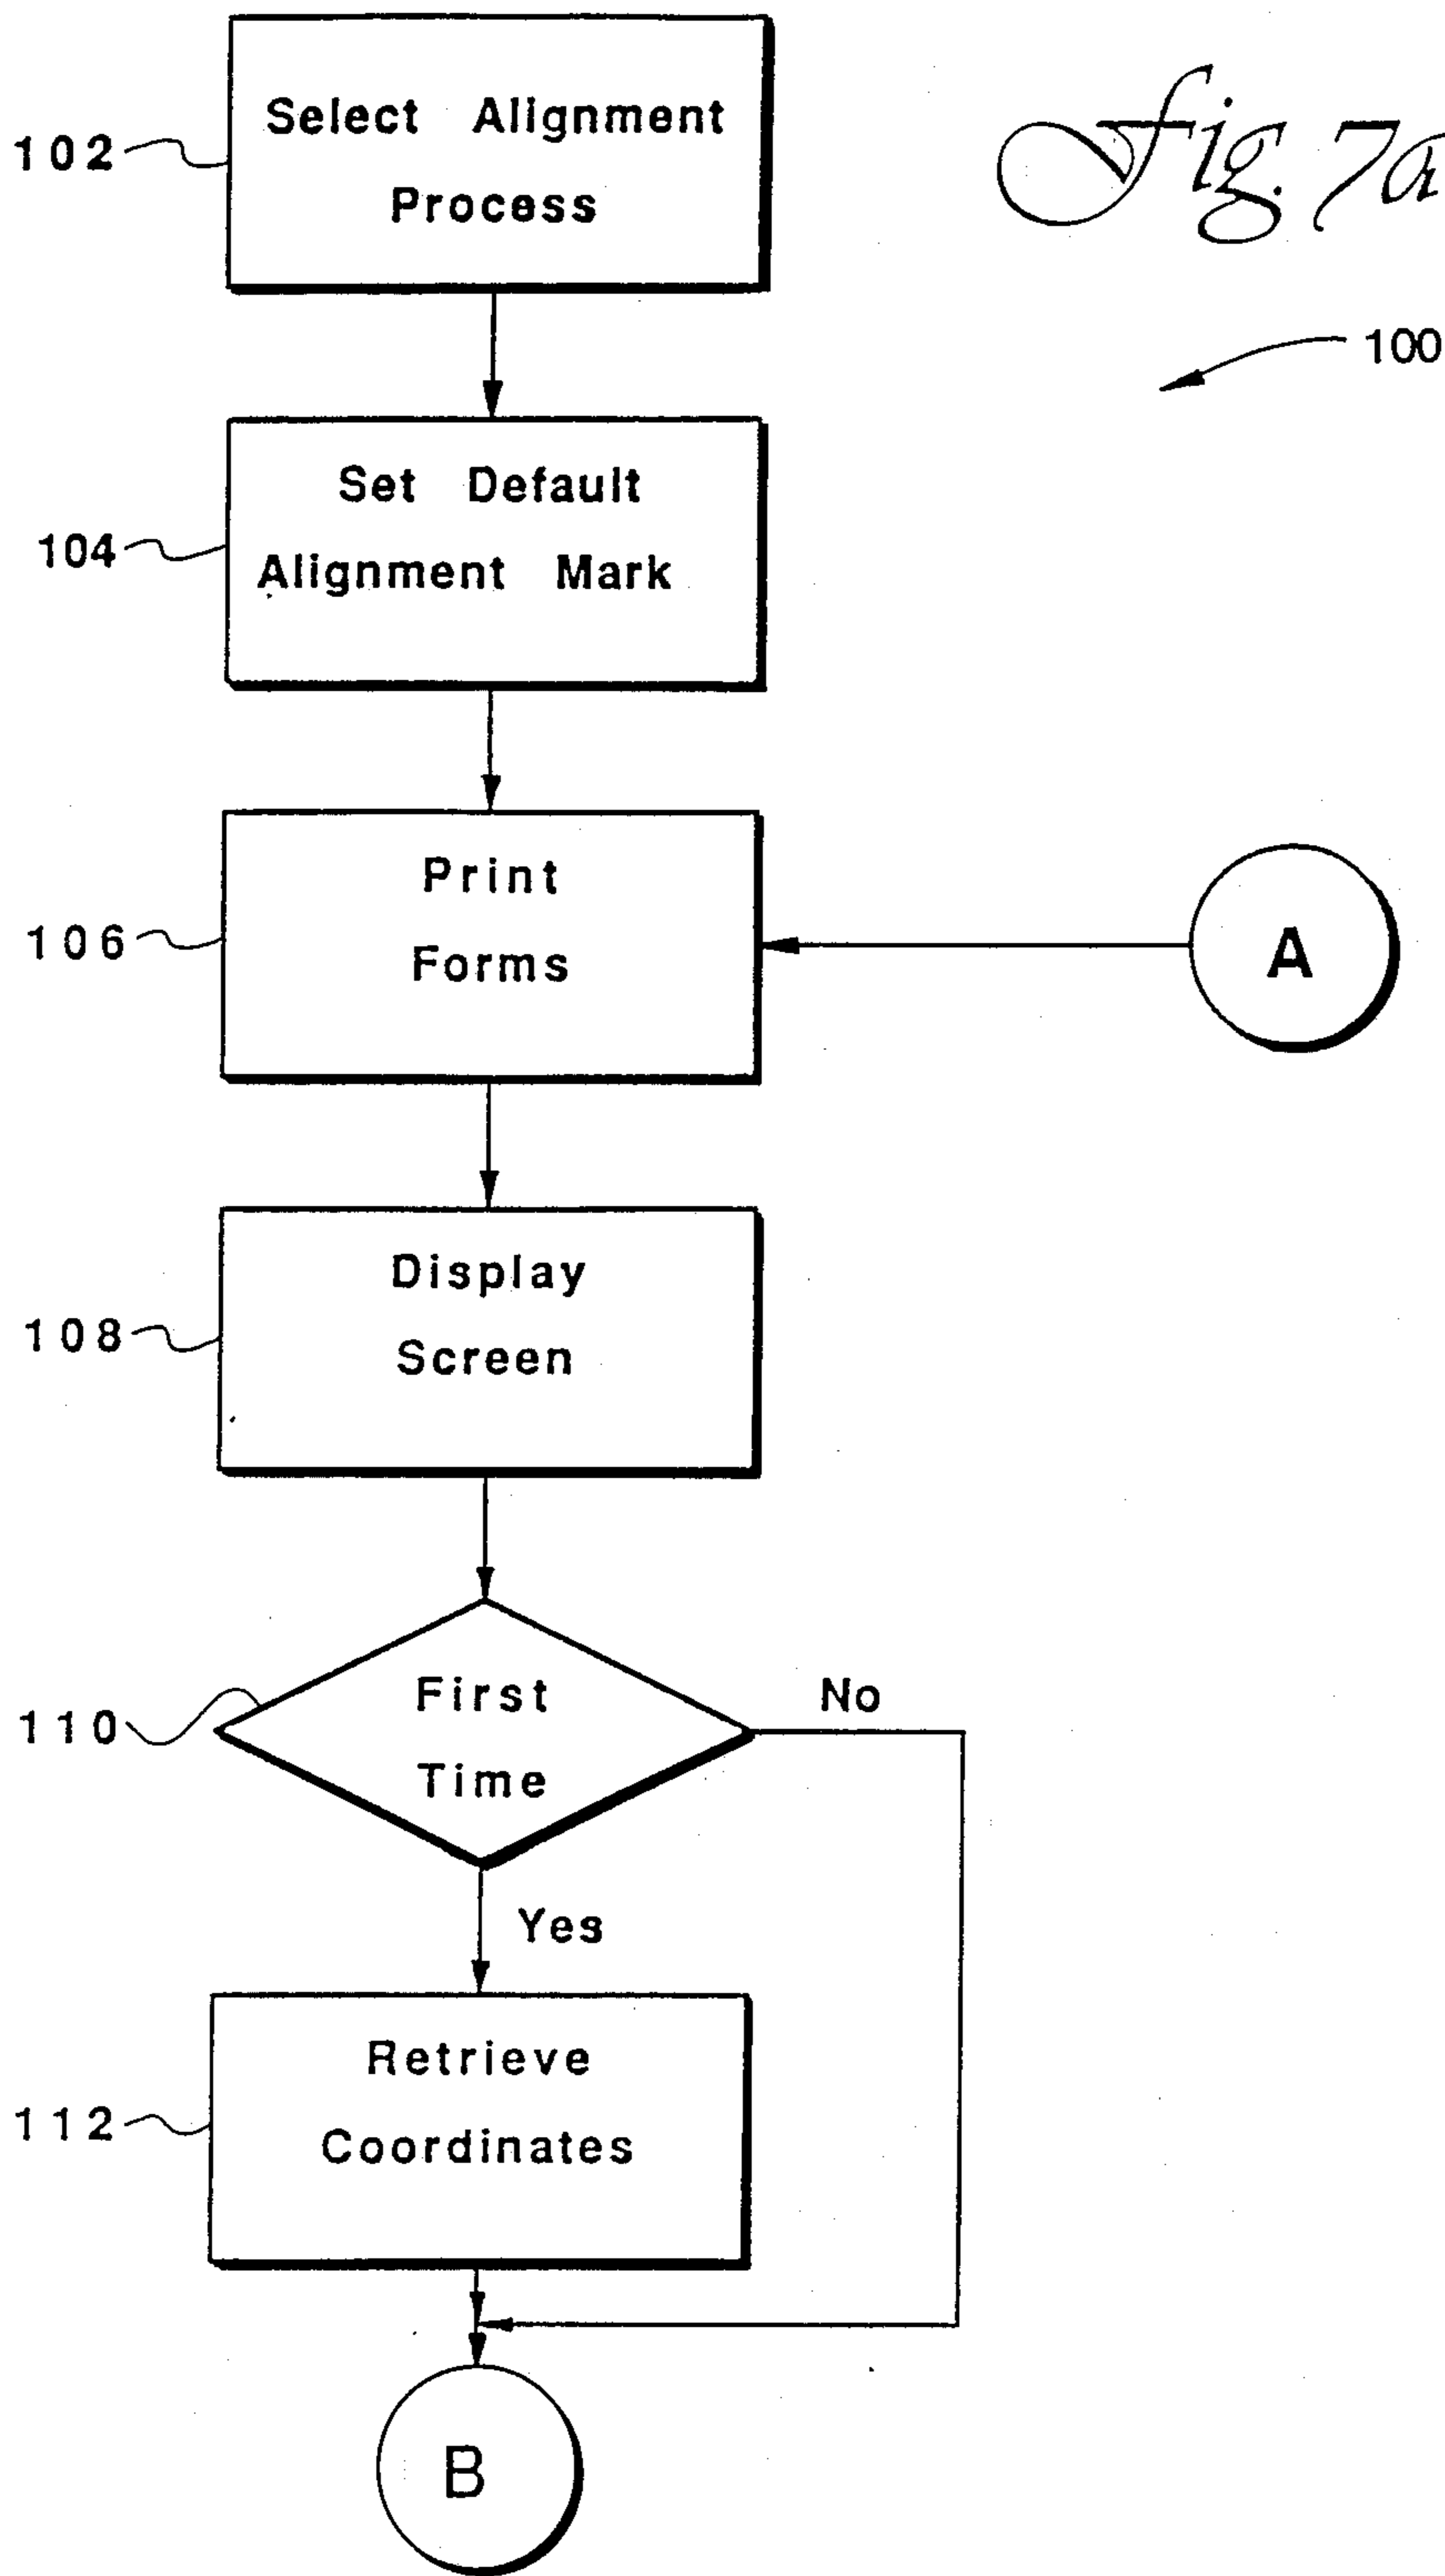 Fig. 7a
100
102
Select Alignment
Process
104
Set Default
Alignment Mark
106
Print
Forms
A
108
Display
Screen
110
First
Time
No
Yes
112
Retrieve
Coordinates
B